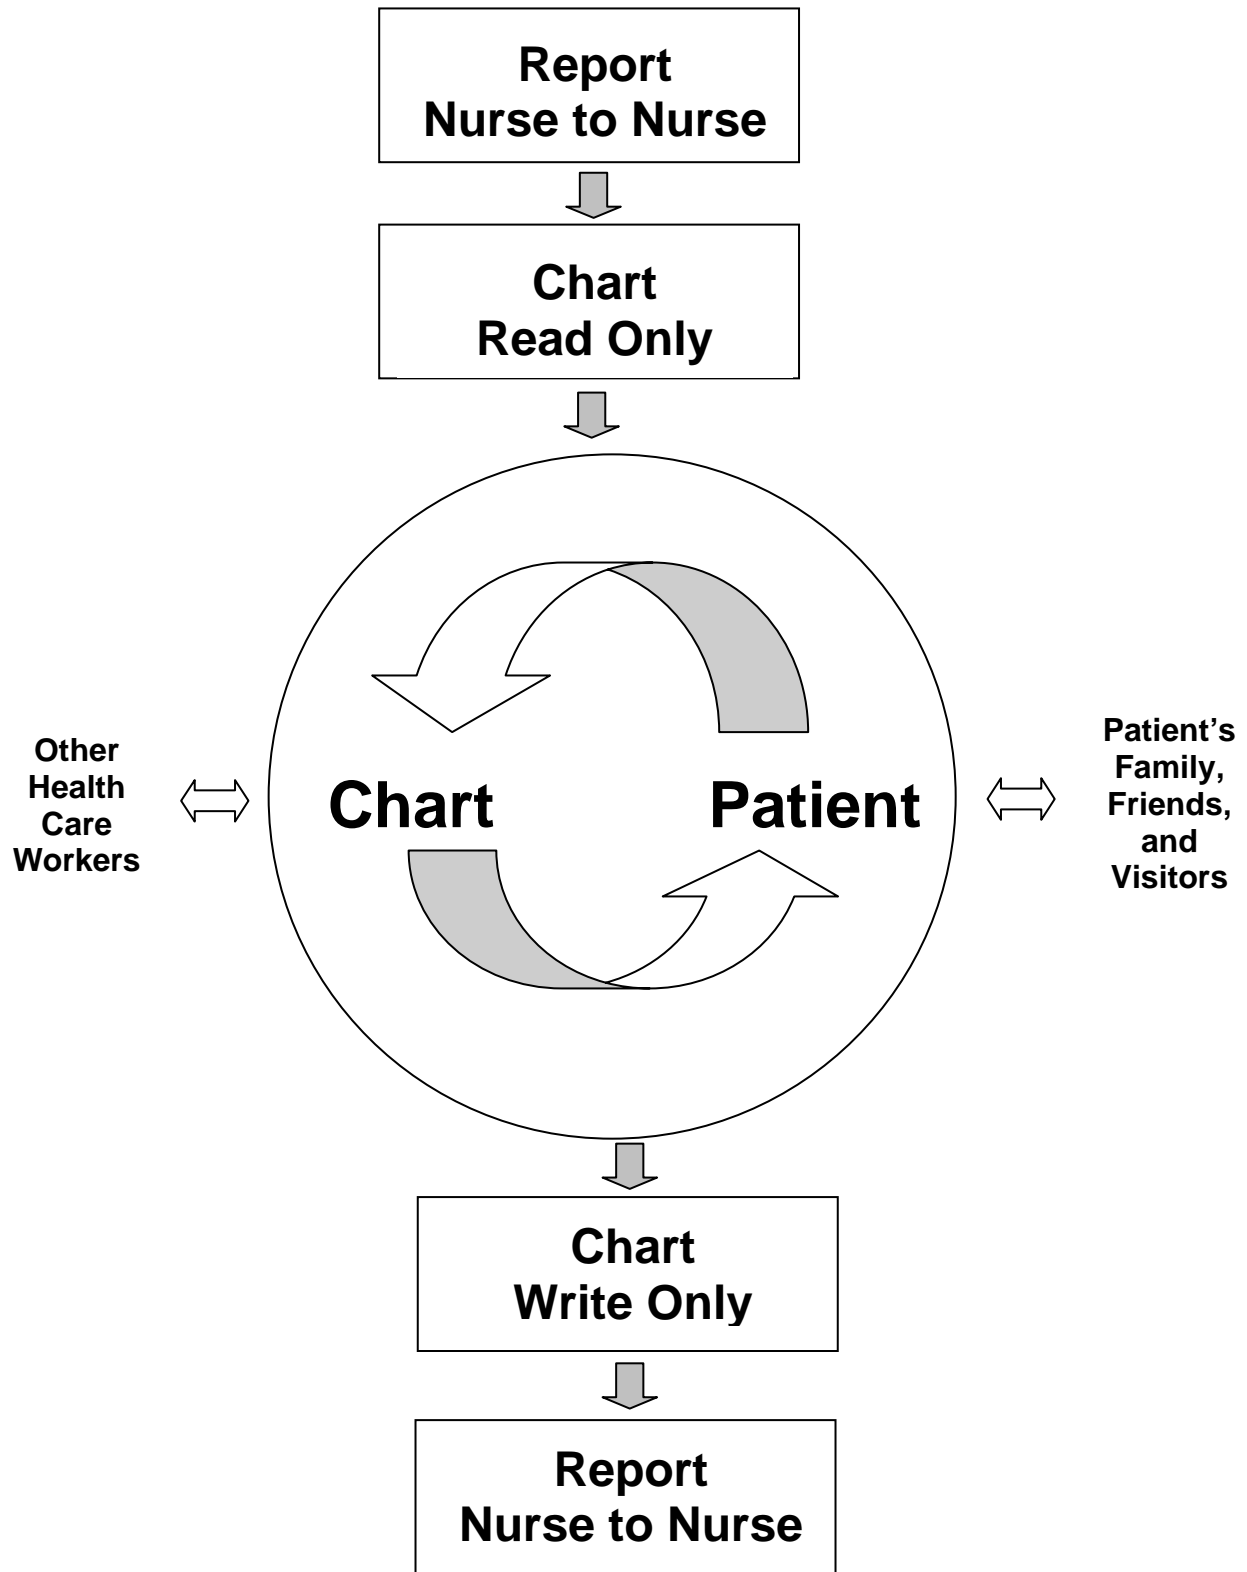 Report
Nurse to Nurse
Chart
Read Only
Other
Health
Care
Workers
Chart
Patient
Patient’s
Family,
Friends,
and
Visitors
Chart
Write Only
Report
Nurse to Nurse